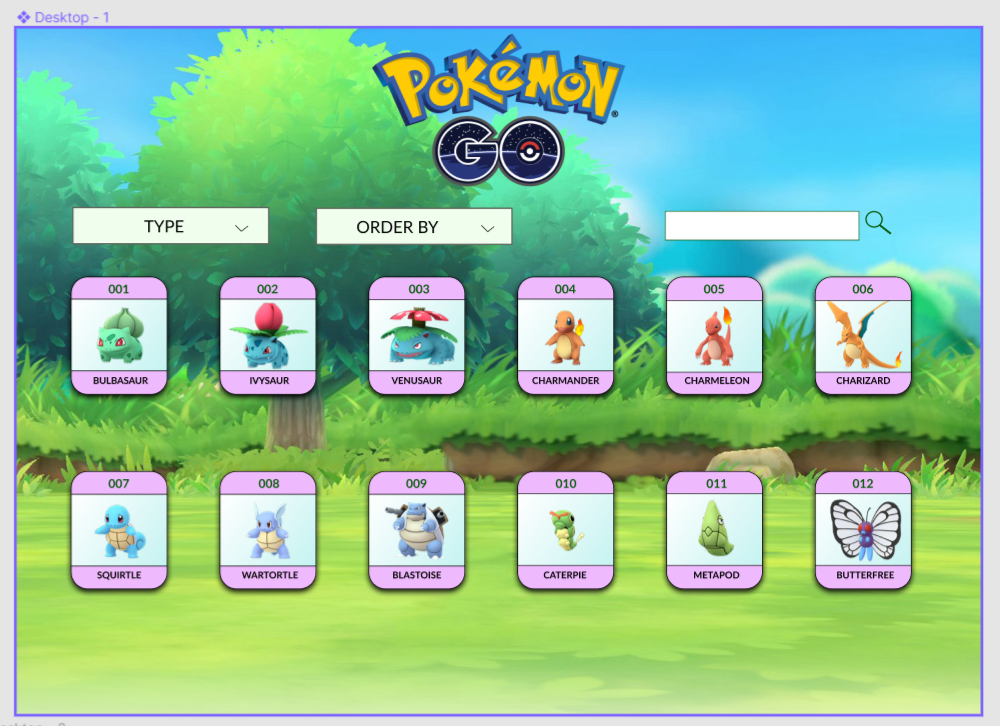 Desktop - 1
POKéMON
GO
TYPE
ORDER BY
001
002
003
004
005
006
BULBASAUR
IVYSAUR
VENUSAUR
CHARMANDER
CHARMELEON
CHARIZARD
007
008
009
010
011
012
SQUIRTLE
WARTORTLE
BLASTOISE
CATERPIE
METAPOD
BUTTERFREE